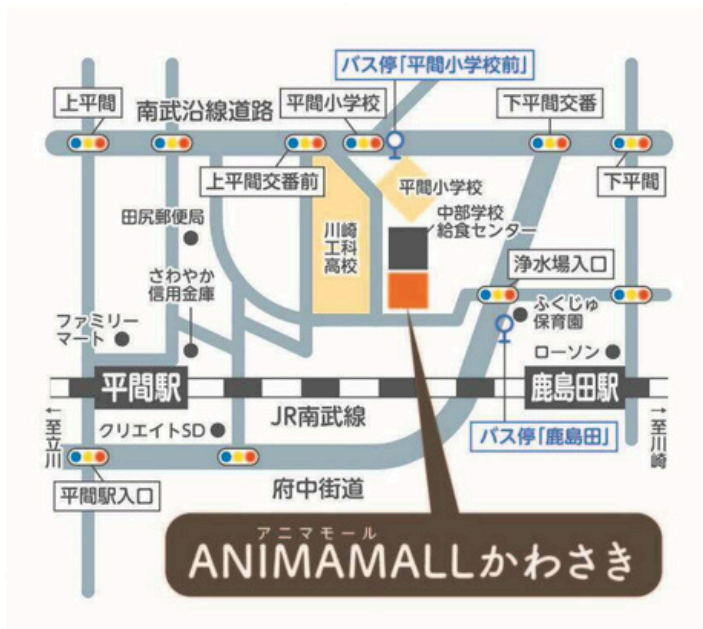 バス停「平間小学校前」
上平間
南武沿線道路
平間小学校
下平間交番
上平間交番前
下平間
平間小学校
田尻郵便局
中部学校
給食センター
川崎
工科
高校
浄水場入口
さわやか
信用金庫
ふくじゅ
保育園
ファミリー
マート
ローソン
平間駅
鹿島田駅
JR南武線
←至立川
クリエイトSD
バス停「鹿島田」
→至川崎
平間駅入口
府中街道
アニマモール
ANIMAMALLかわさき